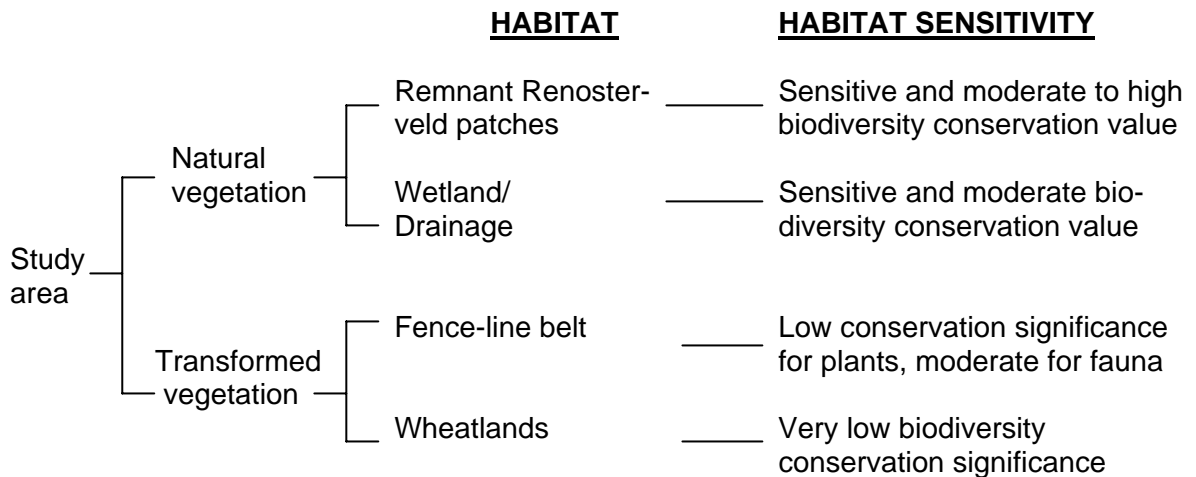 HABITAT
HABITAT SENSITIVITY
Remnant Renoster-
veld patches
Sensitive and moderate to high
biodiversity conservation value
Natural
vegetation
Wetland/
Drainage
Sensitive and moderate bio-
diversity conservation value
Study
area
Fence-line belt
Low conservation significance
for plants, moderate for fauna
Transformed
vegetation
Wheatlands
Very low biodiversity
conservation significance